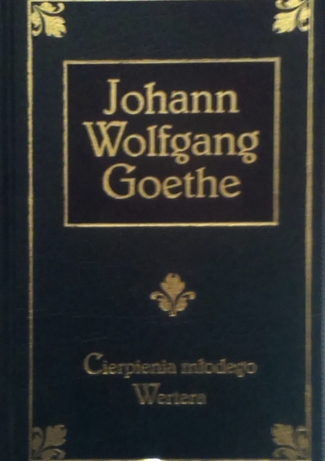 Johann
Wolfgang
Goethe
Cierpienia młodego
Wertera